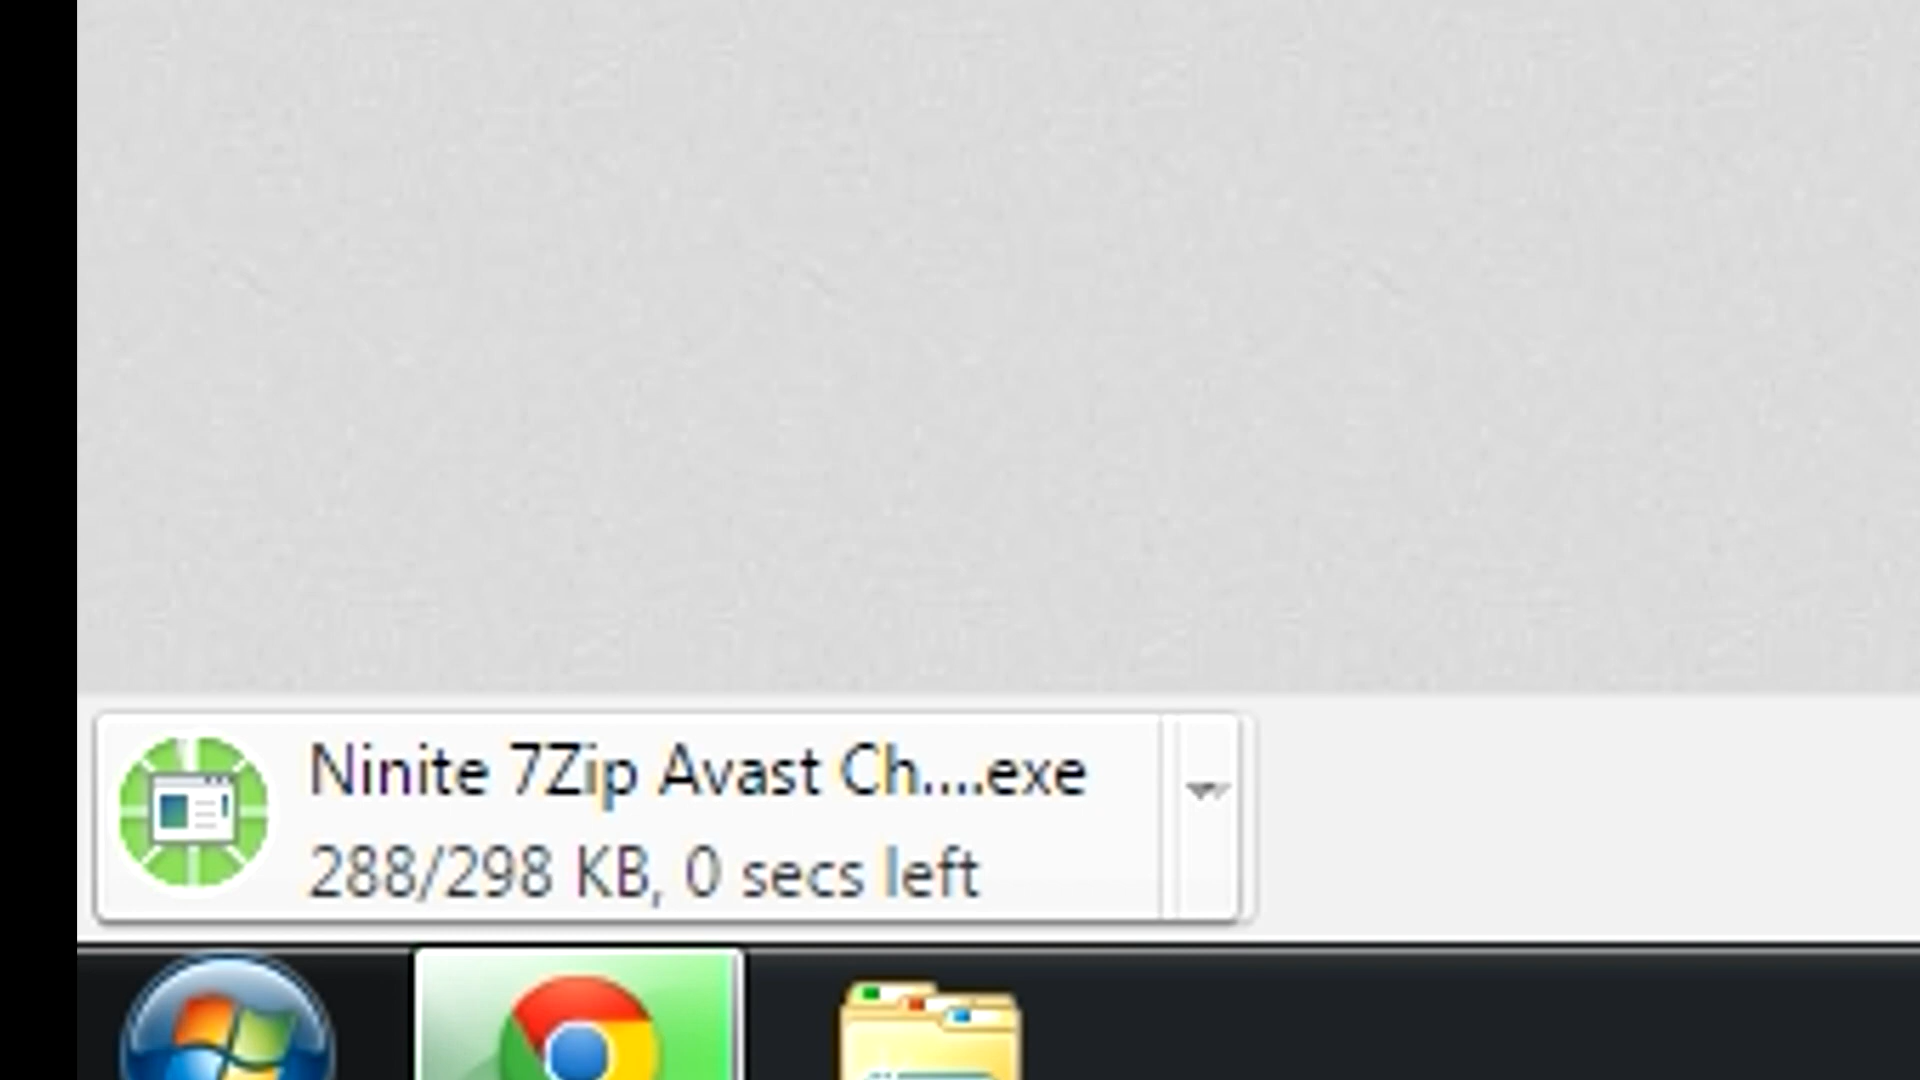 Ninite 7Zip Avast Ch....exe
288/298 KB, 0 secs left